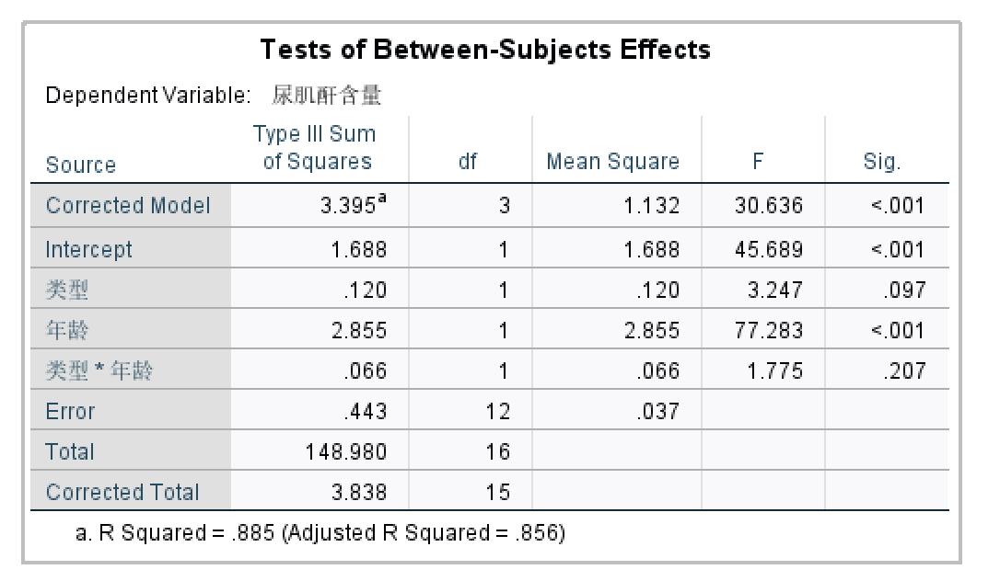 Tests of Between-Subjects Effects
Dependent Variable: 尿肌酐含量
Source Type III Sum of Squares df Mean Square F Sig.
Corrected Model 3.395a 3 1.132 30.636 <.001
Intercept 1.688 1 1.688 45.689 <.001
类型 .120 1 .120 3.247 .097
年龄 2.855 1 2.855 77.283 <.001
类型 * 年龄 .066 1 .066 1.775 .207
Error .443 12 .037
Total 148.980 16
Corrected Total 3.838 15
a. R Squared = .885 (Adjusted R Squared = .856)